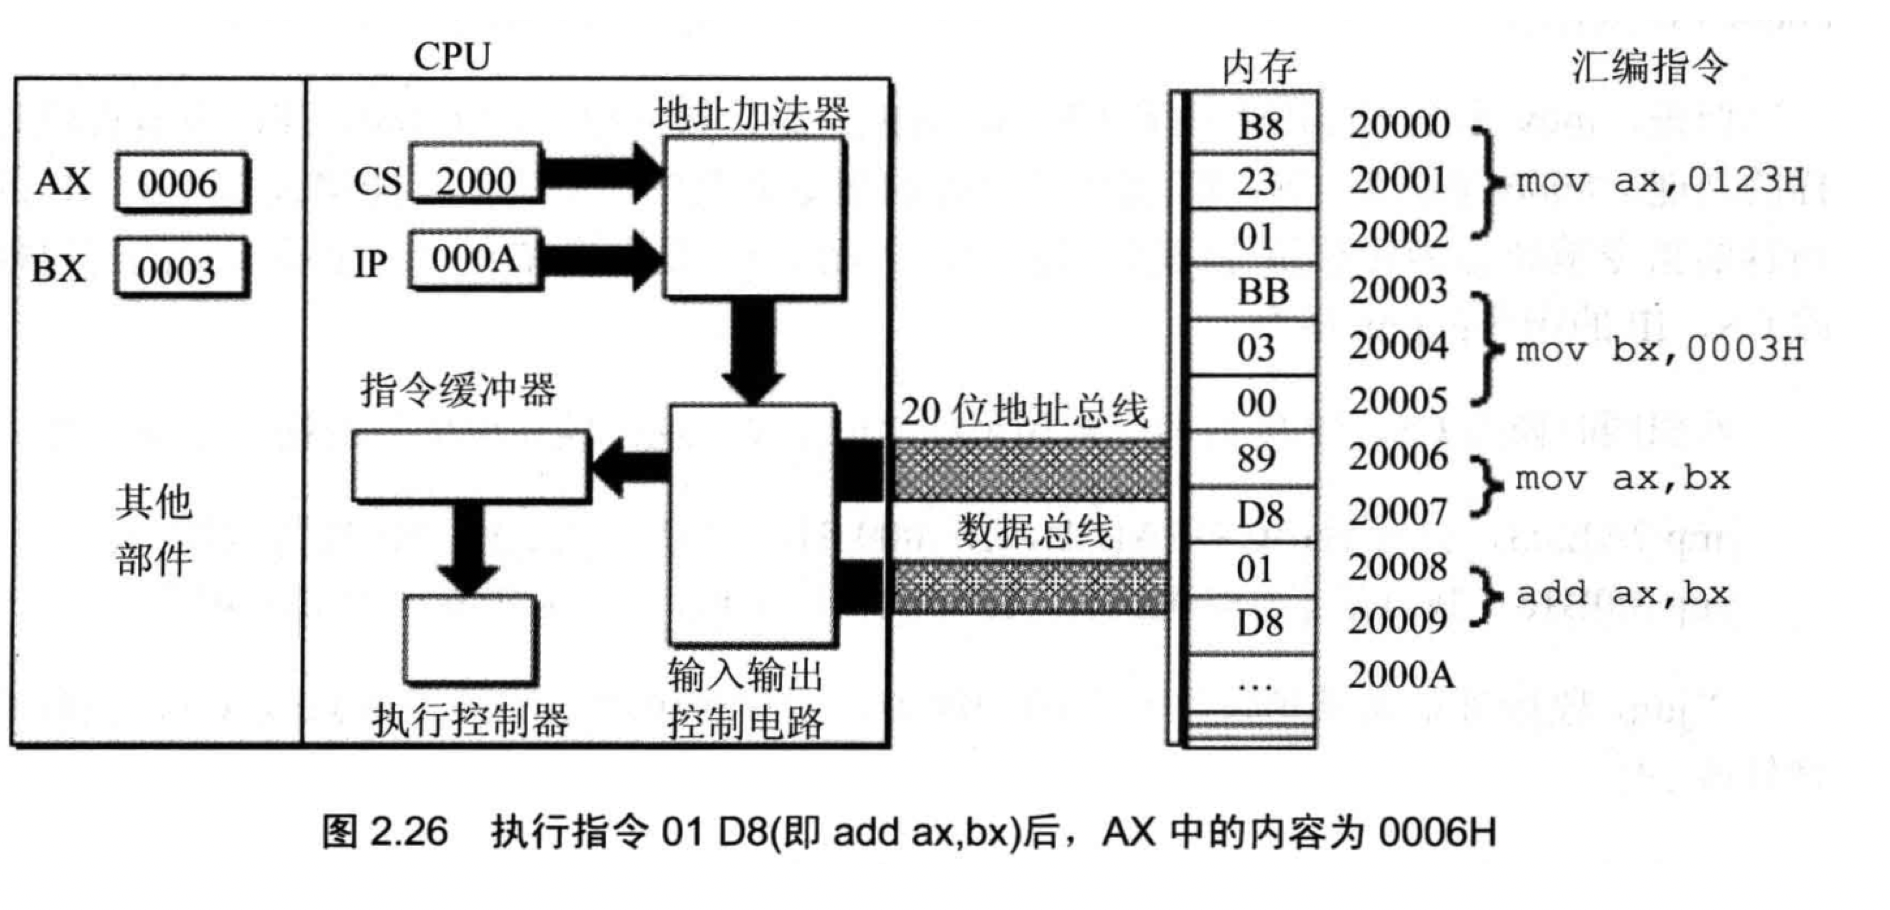 CPU
内存
汇编指令
地址加法器
AX
0006
CS
2000
BX
0003
IP
000A
指令缓冲器
20 位地址总线
数据总线
其他
部件
执行控制器
输入输出
控制电路
B8
20000
23
20001
mov ax,0123H
01
20002
BB
20003
03
20004
mov bx,0003H
00
20005
89
20006
mov ax,bx
D8
20007
01
20008
add ax,bx
D8
20009
…
2000A
图 2.26 执行指令 01 D8(即 add ax,bx)后，AX 中的内容为 0006H